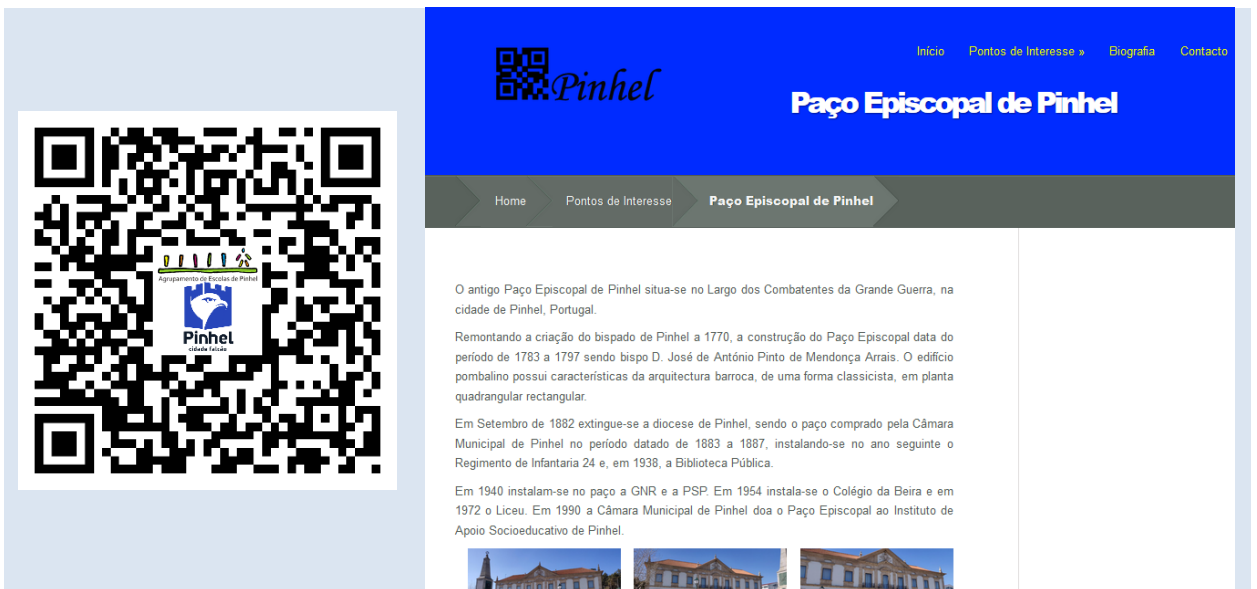 Agrupamento de Escolas de Pinhel
Pinhel
cidade falcão
Pinhel
Início Pontos de Interesse » Biografia Contacto
Paço Episcopal de Pinhel
Home Pontos de Interesse Paço Episcopal de Pinhel
O antigo Paço Episcopal de Pinhel situa-se no Largo dos Combatentes da Grande Guerra, na
cidade de Pinhel, Portugal.
Remontando a criação do bispado de Pinhel a 1770, a construção do Paço Episcopal data do
período de 1783 a 1797 sendo bispo D. José de António Pinto de Mendonça Arrais. O edifício
pombalino possui características da arquitectura barroca, de uma forma classicista, em planta
quadrangular rectangular.
Em Setembro de 1882 extingue-se a diocese de Pinhel, sendo o paço comprado pela Câmara
Municipal de Pinhel no período datado de 1883 a 1887, instalando-se no ano seguinte o
Regimento de Infantaria 24 e, em 1938, a Biblioteca Pública.
Em 1940 instalam-se no paço a GNR e a PSP. Em 1954 instala-se o Colégio da Beira e em
1972 o Liceu. Em 1990 a Câmara Municipal de Pinhel doa o Paço Episcopal ao Instituto de
Apoio Socioeducativo de Pinhel.